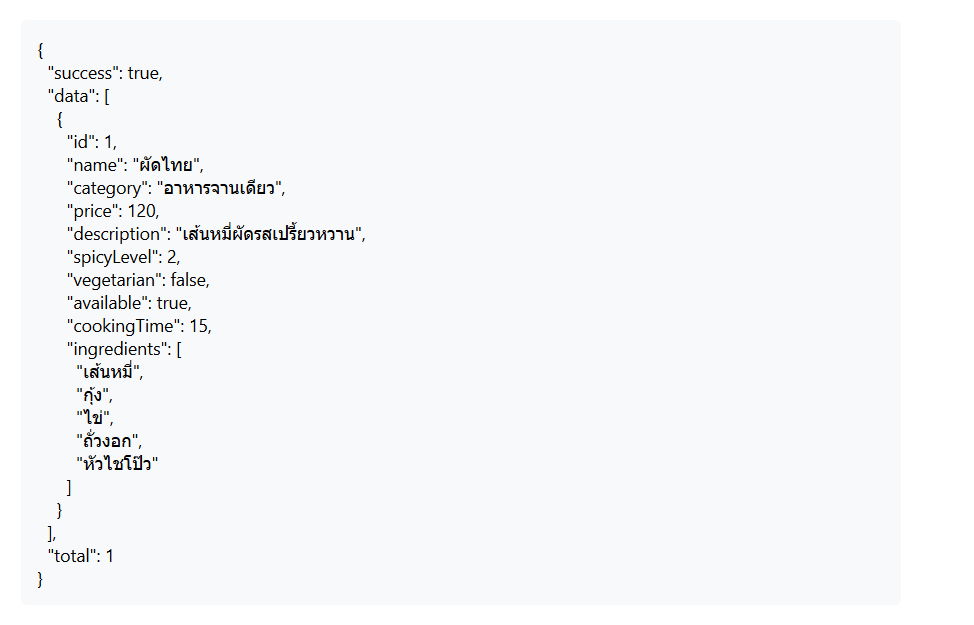 {
"success": true,
"data": [
{
"id": 1,
"name": "ผัดไทย",
"category": "อาหารจานเดียว",
"price": 120,
"description": "เส้นหมี่ผัดรสเปรี้ยวหวาน",
"spicyLevel": 2,
"vegetarian": false,
"available": true,
"cookingTime": 15,
"ingredients": [
"เส้นหมี่",
"กุ้ง",
"ไข่",
"ถั่วงอก",
"หัวไชโป๊ว"
]
}
],
"total": 1
}